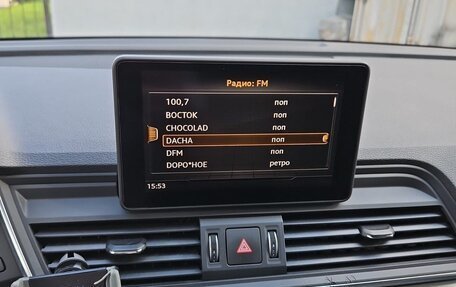 Радио: FM
100,7 поп
ВОСТОК поп
CHOCOLAD поп
DACHA поп
DFM поп
DOPO*HOE ретро
15:53